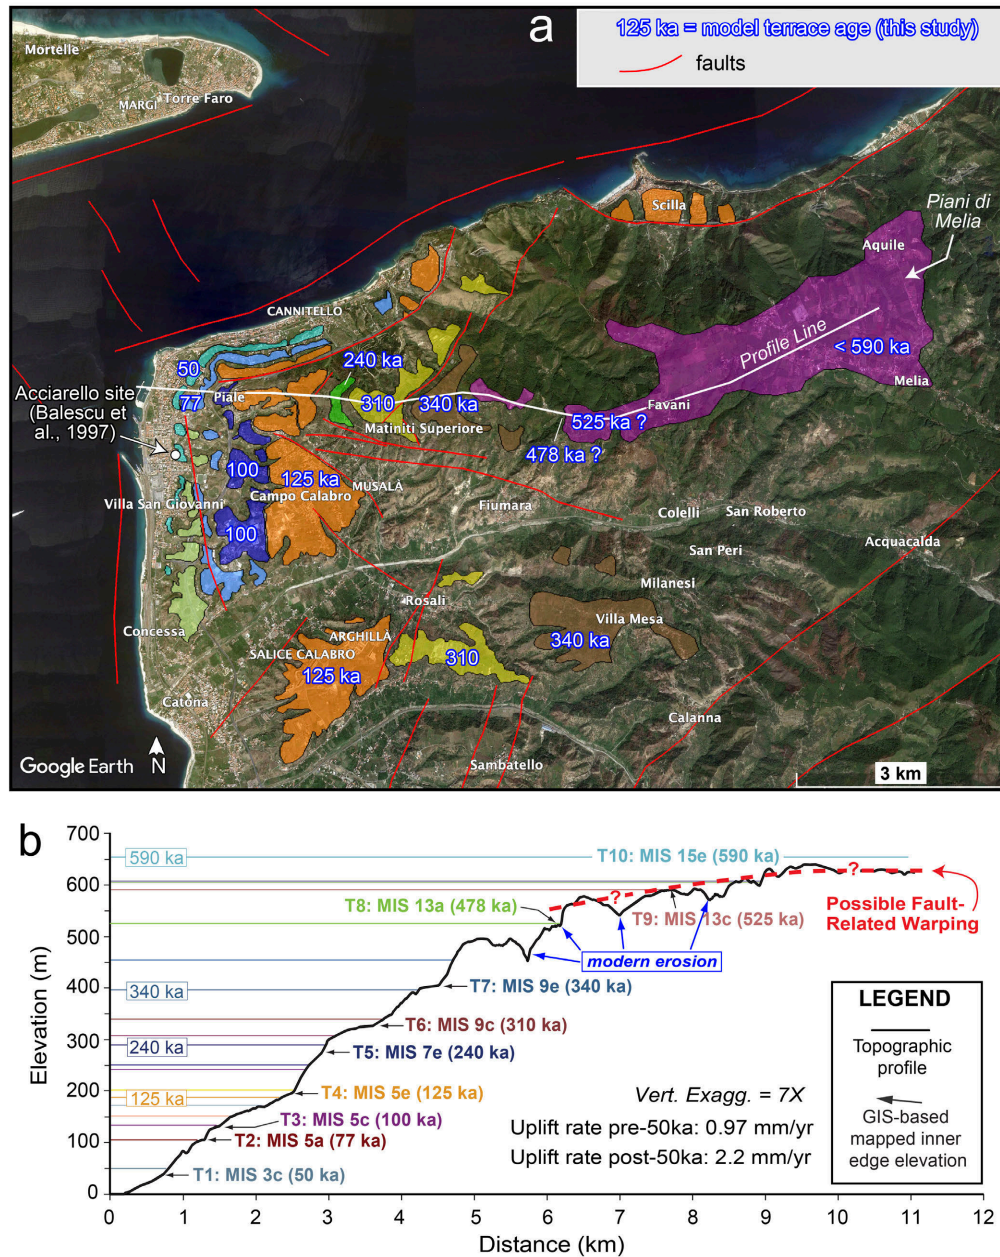 a
125 ka = model terrace age (this study)
faults
Mortelle
MARGI
Torre Faro
Scilla
Piani di
Melia
Aquile
CANNITELLO
50
240 ka
Profile Line
< 590 ka
Acciarello site
(Balescu et
al., 1997)
77
Piale
310
340 ka
Melia
Favani
525 ka ?
Matiniti Superiore
478 ka ?
100
125 ka
MUSALÀ
Villa San Giovanni
Campo Calabro
Fiumara
Colelli
San Roberto
100
Acquacalda
San Peri
Milanesi
Rosali
Villa Mesa
Concessa
ARGHILLÀ
340 ka
SALICE CALABRO
310
125 ka
Catona
Calanna
Google Earth
N
Sambatello
3 km
b
700
600
500
400
300
200
100
0
Elevation (m)
590 ka
340 ka
240 ka
125 ka
T10: MIS 15e (590 ka)
T8: MIS 13a (478 ka)
?
?
T9: MIS 13c (525 ka)
Possible Fault-
Related Warping
modern erosion
T7: MIS 9e (340 ka)
T6: MIS 9c (310 ka)
T5: MIS 7e (240 ka)
T4: MIS 5e (125 ka)
T3: MIS 5c (100 ka)
T2: MIS 5a (77 ka)
T1: MIS 3c (50 ka)
Vert. Exagg. = 7X
Uplift rate pre-50ka: 0.97 mm/yr
Uplift rate post-50ka: 2.2 mm/yr
LEGEND
Topographic
profile
GIS-based
mapped inner
edge elevation
0 1 2 3 4 5 6 7 8 9 10 11 12
Distance (km)